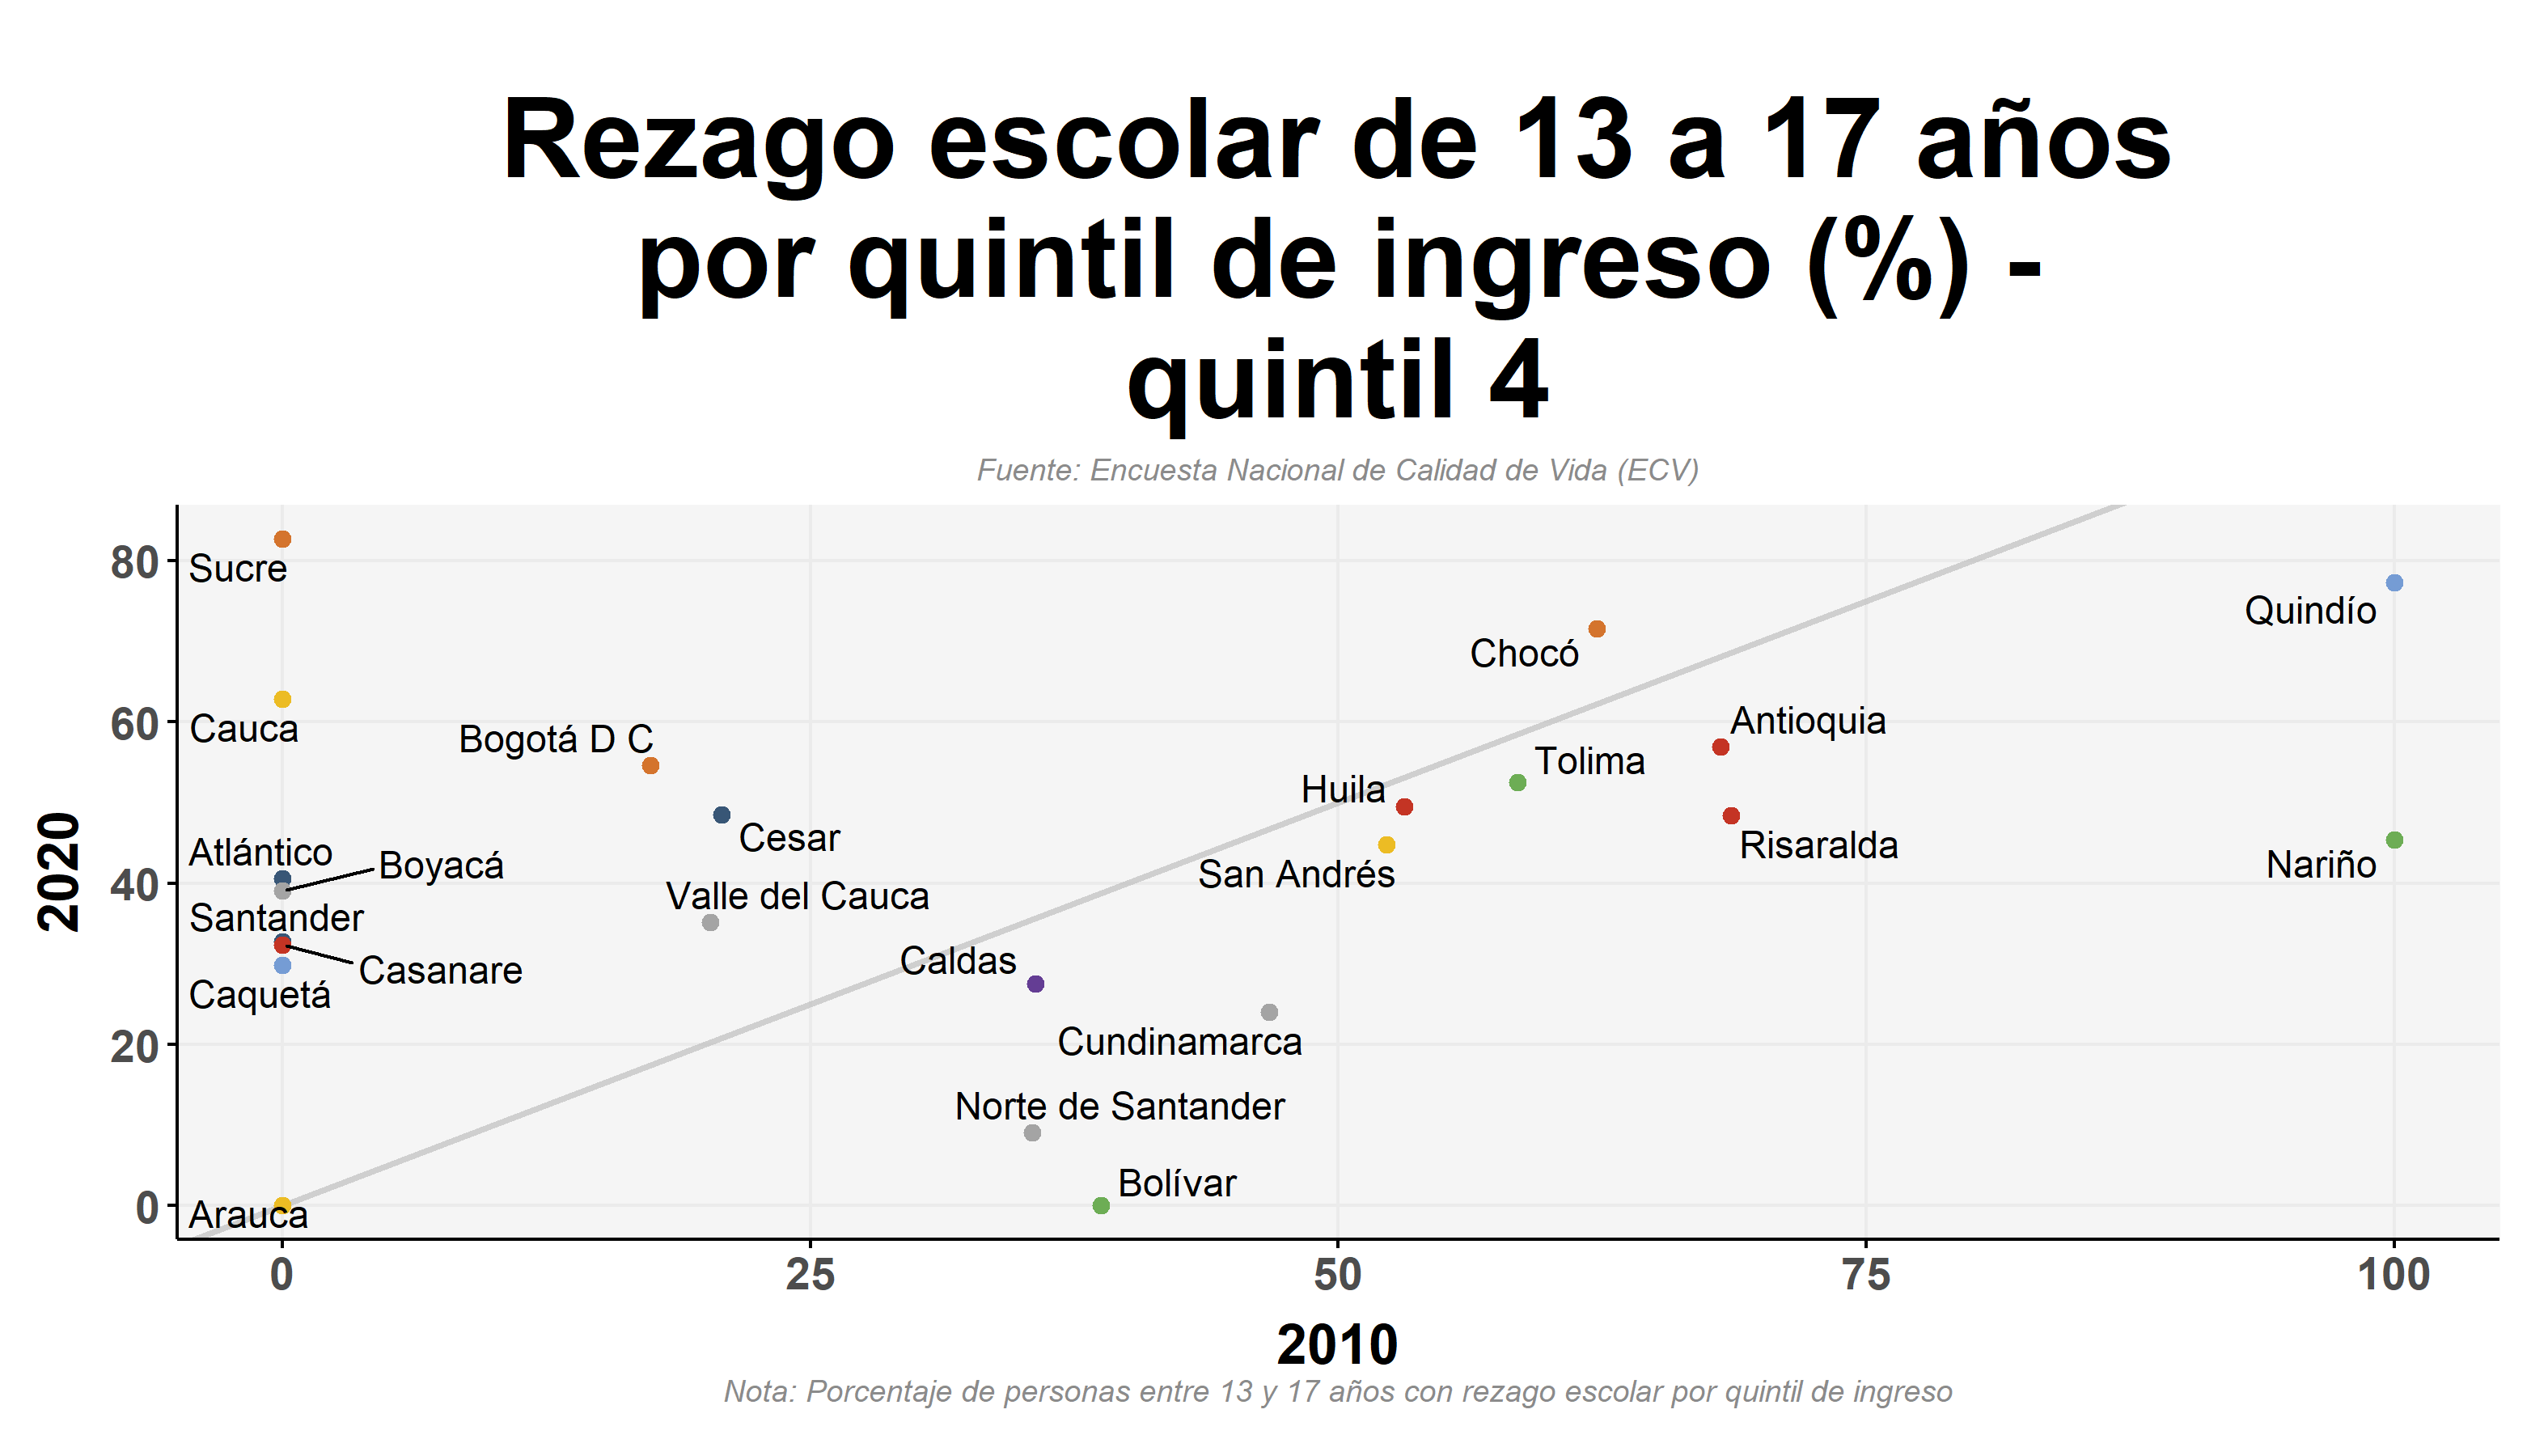 Rezago escolar de 13 a 17 años
por quintil de ingreso (%) -
quintil 4
Fuente: Encuesta Nacional de Calidad de Vida (ECV)
80
Sucre
Quindío
Chocó
60
Cauca
Antioquia
Bogotá D C
Tolima
Huila
2020
Cesar
Risaralda
Atlántico
Boyacá
Nariño
San Andrés
40
Valle del Cauca
Santander
Caldas
Casanare
Caquetá
20
Cundinamarca
Norte de Santander
Bolívar
0
Arauca
0
25
50
75
100
2010
Nota: Porcentaje de personas entre 13 y 17 años con rezago escolar por quintil de ingreso